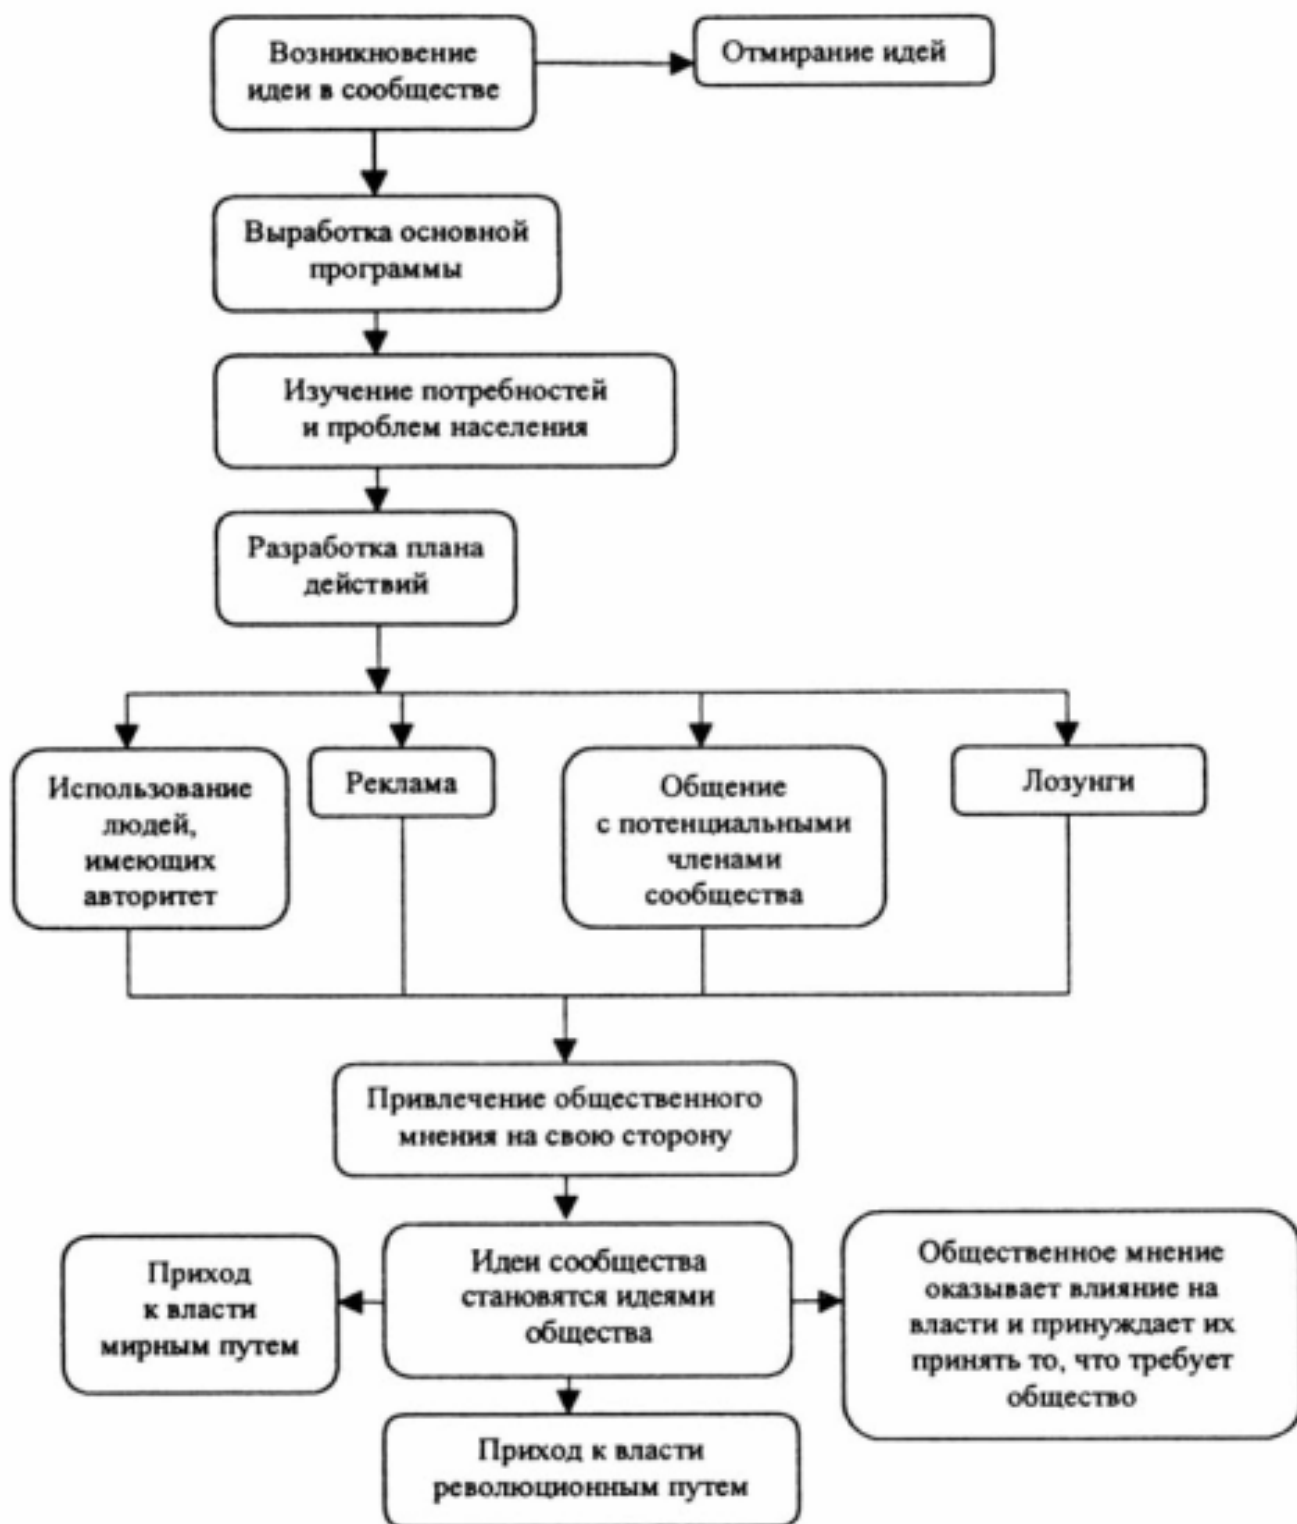 Возникновение
идеи в сообществе
Отмирание идей
Выработка основной
программы
Изучение потребностей
и проблем населения
Разработка плана
действий
Использование
людей,
имеющих
авторитет
Реклама
Общение
с потенциальными
членами
сообщества
Лозунги
Привлечение общественного
мнения на свою сторону
Приход
к власти
мирным путем
Идеи сообщества
становятся идеями
общества
Общественное мнение
оказывает влияние на
власти и принуждает их
принять то, что требует
общество
Приход к власти
революционным путем